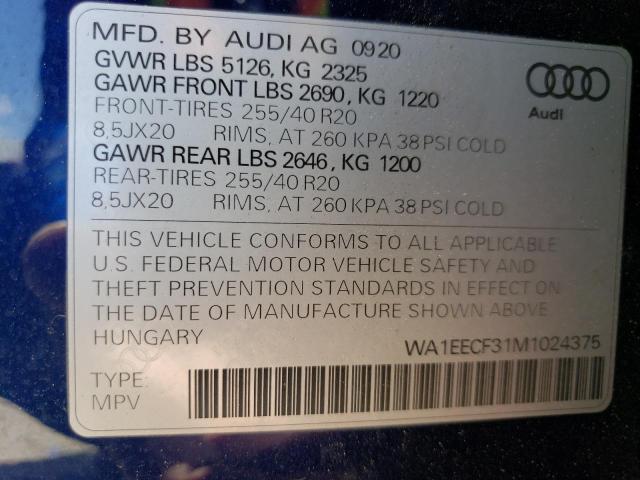 MFD. BY AUDI AG 0920
GVWR LBS 5126, KG 2325
GAWR FRONT LBS 2690, KG 1220
FRONT-TIRES 255/40 R20
8,5JX20 RIMS, AT 260 KPA 38 PSI COLD
GAWR REAR LBS 2646, KG 1200
REAR-TIRES 255/40 R20
8,5JX20 RIMS, AT 260 KPA 38 PSI COLD
Audi
THIS VEHICLE CONFORMS TO ALL APPLICABLE
U.S. FEDERAL MOTOR VEHICLE SAFETY AND
THEFT PREVENTION STANDARDS IN EFFECT ON
THE DATE OF MANUFACTURE SHOWN ABOVE
HUNGARY
WA1EECF31M1024375
TYPE:
MPV